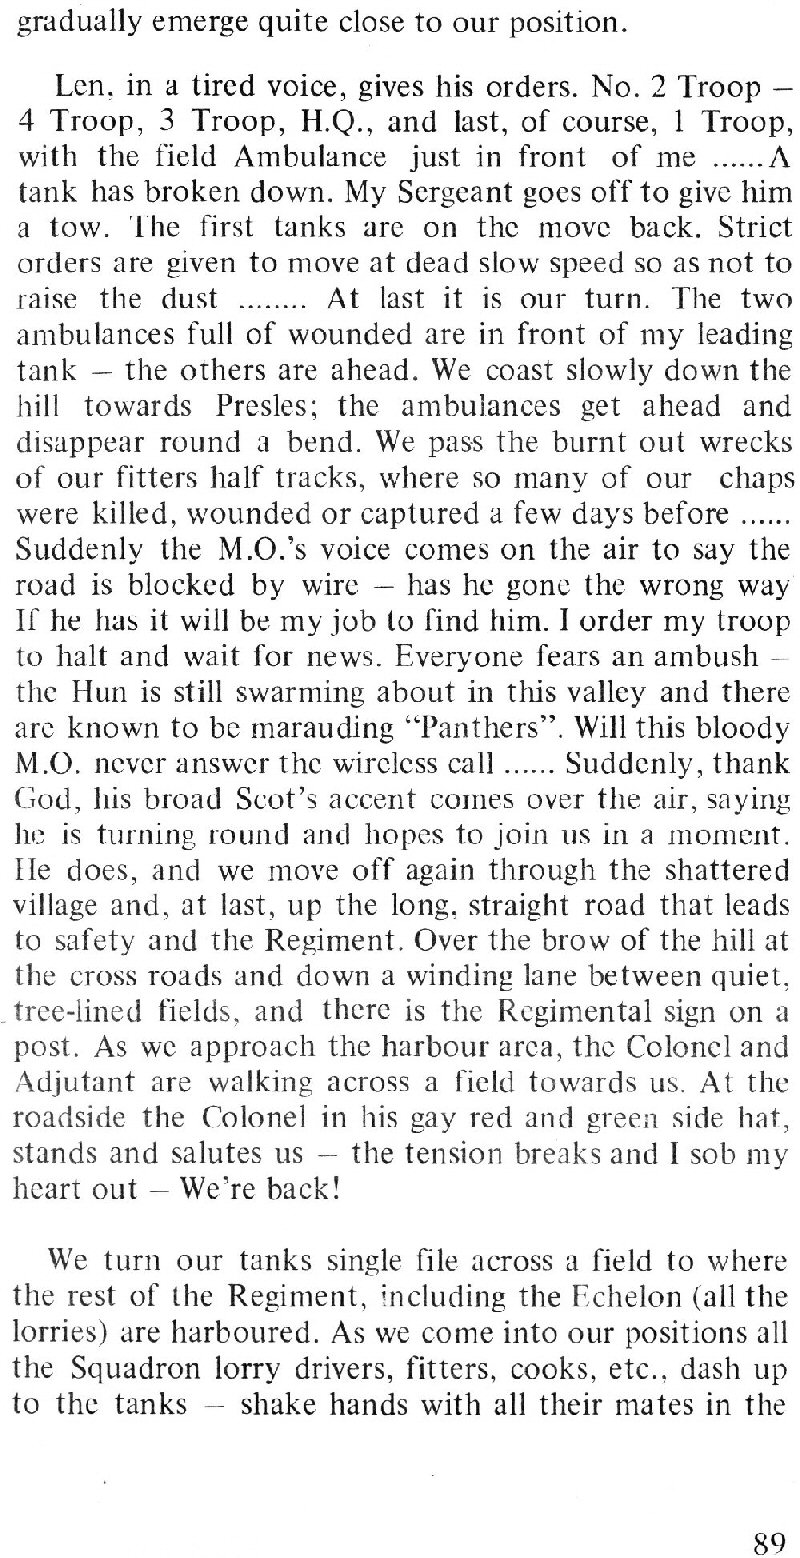 gradually emerge quite close to our position.
Len, in a tired voice, gives his orders. No. 2 Troop —
4 Troop, 3 Troop, H.Q., and last, of course, 1 Troop,
with the field Ambulance just in front of me ......A
tank has broken down. My Sergeant goes off to give him
a tow. The first tanks are on the move back. Strict
orders are given to move at dead slow speed so as not to
raise the dust ........ At last it is our turn. The two
ambulances full of wounded are in front of my leading
tank — the others are ahead. We coast slowly down the
hill towards Presles; the ambulances get ahead and
disappear round a bend. We pass the burnt out wrecks
of our fitters half tracks, where so many of our chaps
were killed, wounded or captured a few days before ......
Suddenly the M.O.'s voice comes on the air to say the
road is blocked by wire — has he gone the wrong way
If he has it will be my job to find him. I order my troop
to halt and wait for news. Everyone fears an ambush —
the Hun is still swarming about in this valley and there
are known to be marauding “Panthers”. Will this bloody
M.O. never answer the wireless call ...... Suddenly, thank
God, his broad Scot's accent comes over the air, saying
he is turning round and hopes to join us in a moment.
He does, and we move off again through the shattered
village and, at last, up the long, straight road that leads
to safety and the Regiment. Over the brow of the hill at
the cross roads and down a winding lane between quiet,
tree-lined fields, and there is the Regimental sign on a
post. As we approach the harbour area, the Colonel and
Adjutant are walking across a field towards us. At the
roadside the Colonel in his gay red and green side hat,
stands and salutes us — the tension breaks and I sob my
heart out — We're back!
We turn our tanks single file across a field to where
the rest of the Regiment, including the Echelon (all the
lorries) are harboured. As we come into our positions all
the Squadron lorry drivers, fitters, cooks, etc., dash up
to the tanks — shake hands with all their mates in the
89